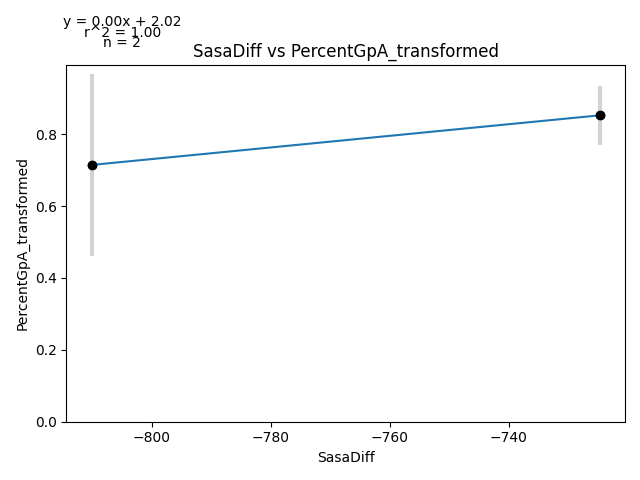 y = 0.00x + 2.02
r^2 = 1.00
n = 2
SasaDiff vs PercentGpA_transformed
PercentGpA_transformed
0.8
0.6
0.4
0.2
0.0
−800
−780
−760
−740
SasaDiff